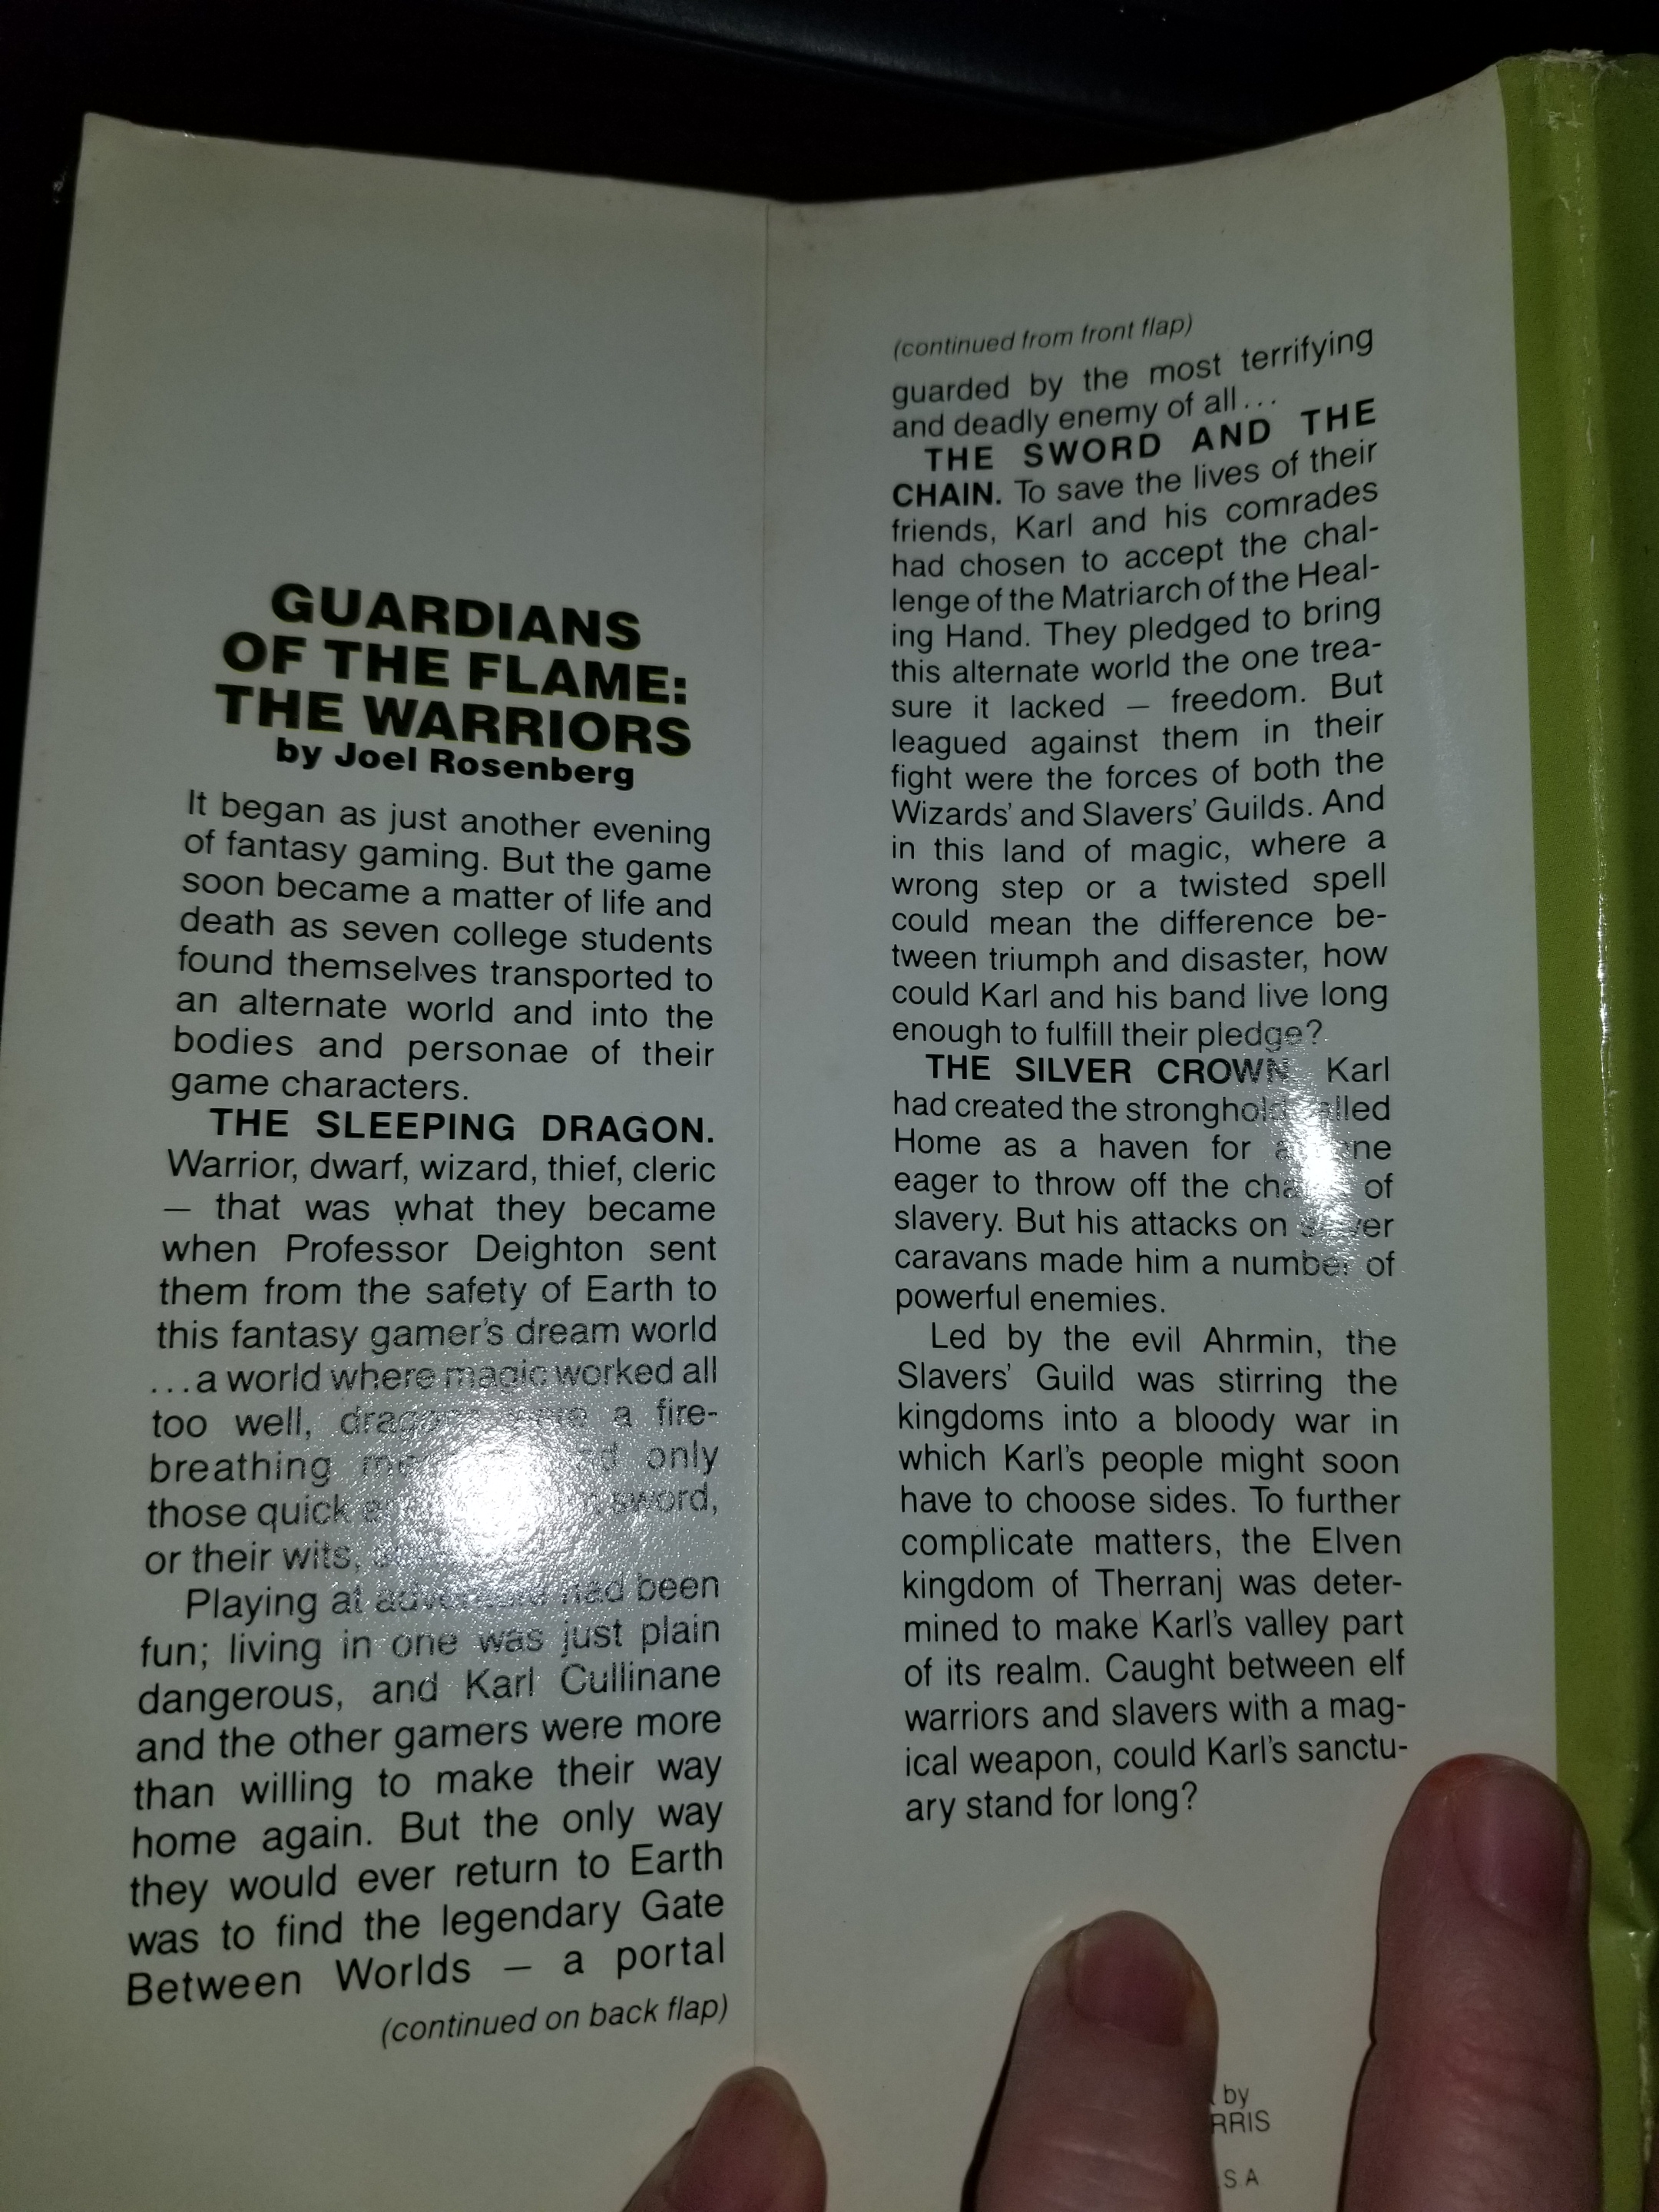 GUARDIANS
OF THE FLAME:
THE WARRIORS
by Joel Rosenberg
It began as just another evening
of fantasy gaming. But the game
soon became a matter of life and
death as seven college students
found themselves transported to
an alternate world and into the
bodies and personae of their
game characters.
THE SLEEPING DRAGON.
Warrior, dwarf, wizard, thief, cleric
— that was what they became
when Professor Deighton sent
them from the safety of Earth to
this fantasy gamer's dream world
...a world where magic worked all
too well, a fire-
breathing only
those quick sword,
or their wits,
Playing at had been
fun; living in one was just plain
dangerous, and Karl Cullinane
and the other gamers were more
than willing to make their way
home again. But the only way
they would ever return to Earth
was to find the legendary Gate
Between Worlds — a portal
(continued on back flap)
(continued from front flap)
guarded by the most terrifying
and deadly enemy of all...
THE SWORD AND THE
CHAIN. To save the lives of their
friends, Karl and his comrades
had chosen to accept the chal-
lenge of the Matriarch of the Heal-
ing Hand. They pledged to bring
this alternate world the one trea-
sure it lacked — freedom. But
leagued against them in their
fight were the forces of both the
Wizards' and Slavers' Guilds. And
in this land of magic, where a
wrong step or a twisted spell
could mean the difference be-
tween triumph and disaster, how
could Karl and his band live long
enough to fulfill their pledge?
THE SILVER CROWN Karl
had created the stronghold
Home as a haven for
eager to throw off the of
slavery. But his attacks on
caravans made him a number of
powerful enemies.
Led by the evil Ahrmin, the
Slavers' Guild was stirring the
kingdoms into a bloody war in
which Karl's people might soon
have to choose sides. To further
complicate matters, the Elven
kingdom of Therranj was deter-
mined to make Karl's valley part
of its realm. Caught between elf
warriors and slavers with a mag-
ical weapon, could Karl's sanctu-
ary stand for long?
by